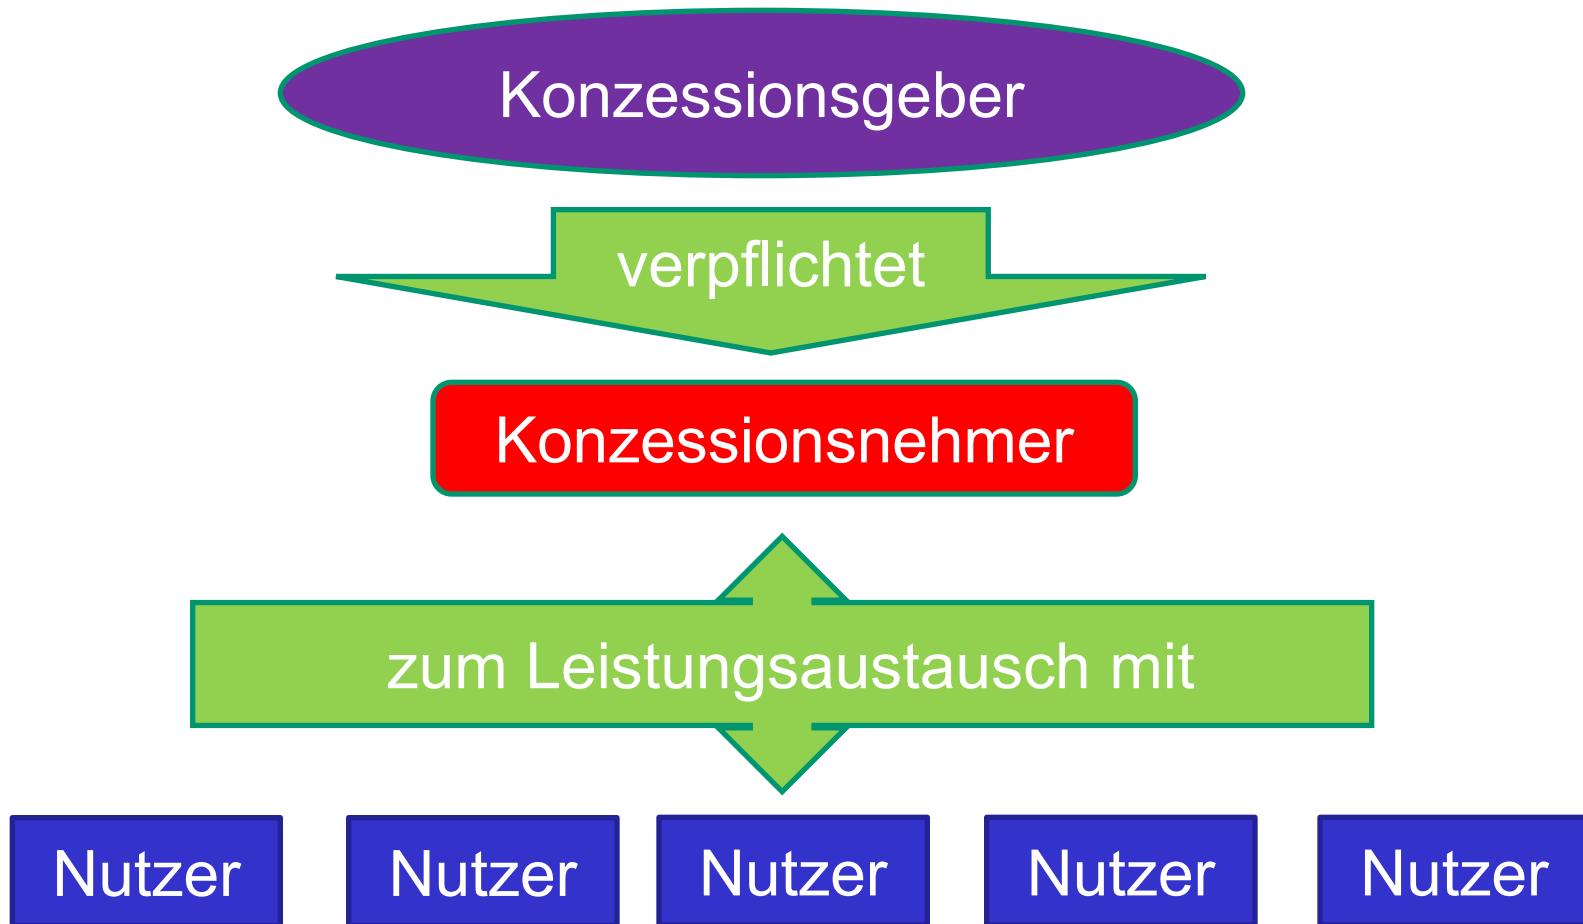 Konzessionsgeber
verpflichtet
Konzessionsnehmer
zum Leistungsaustausch mit
Nutzer Nutzer Nutzer Nutzer Nutzer